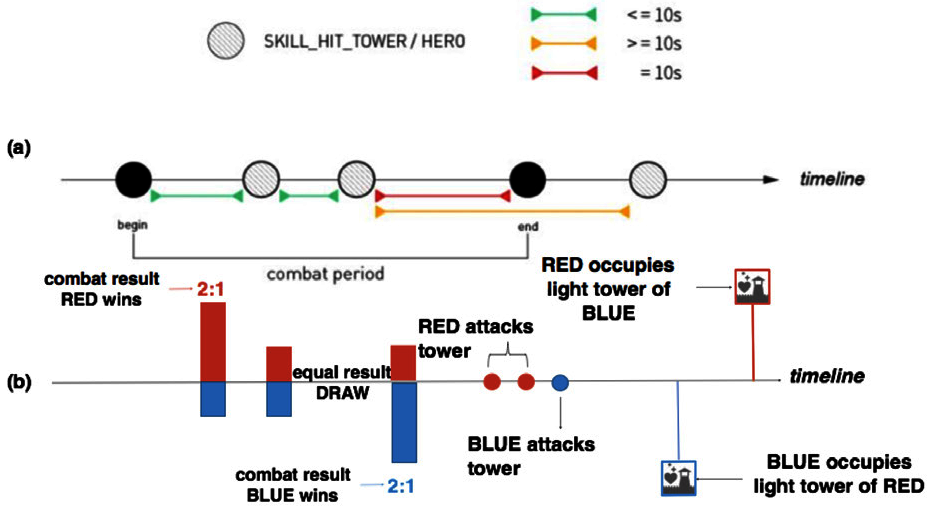 SKILL_HIT_TOWER / HERO
<= 10s
>= 10s
= 10s
(a)
timeline
begin
end
combat period
combat result
RED wins
2:1
RED occupies
light tower of
BLUE
RED attacks
tower
equal result
DRAW
(b)
timeline
BLUE attacks
tower
combat result
BLUE wins
2:1
BLUE occupies
light tower of RED